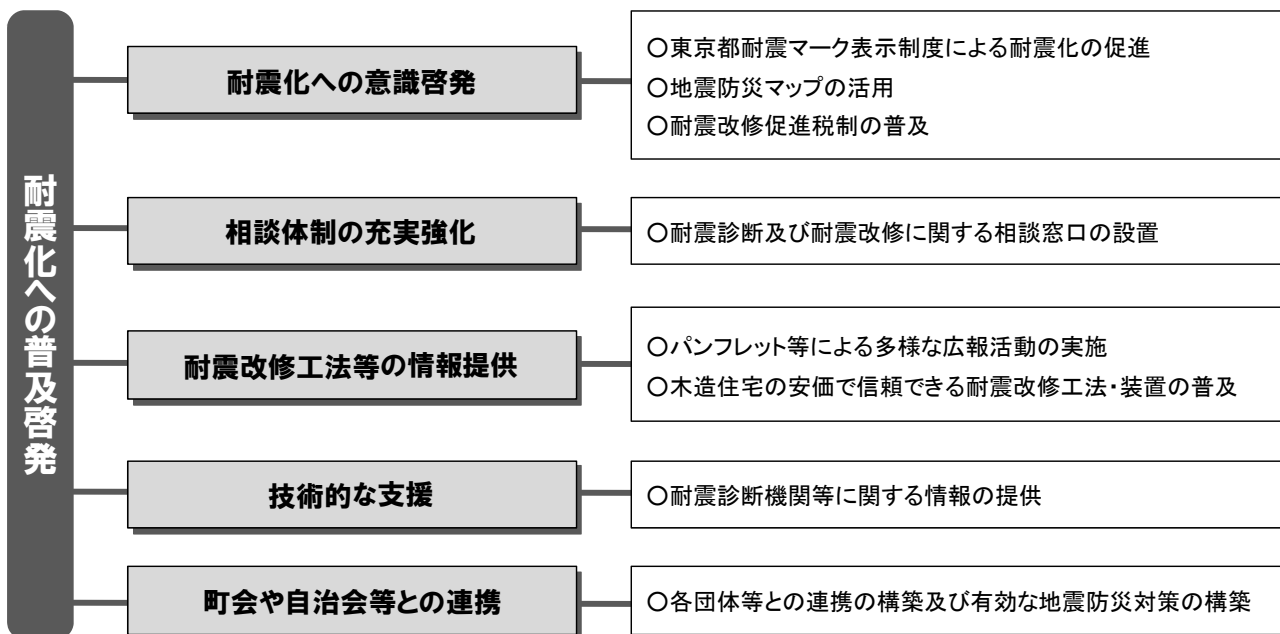 耐震化への普及啓発
耐震化への意識啓発
〇東京都耐震マーク表示制度による耐震化の促進
〇地震防災マップの活用
〇耐震改修促進税制の普及
相談体制の充実強化
〇耐震診断及び耐震改修に関する相談窓口の設置
耐震改修工法等の情報提供
〇パンフレット等による多様な広報活動の実施
〇木造住宅の安価で信頼できる耐震改修工法・装置の普及
技術的な支援
〇耐震診断機関等に関する情報の提供
町会や自治会等との連携
〇各団体等との連携の構築及び有効な地震防災対策の構築